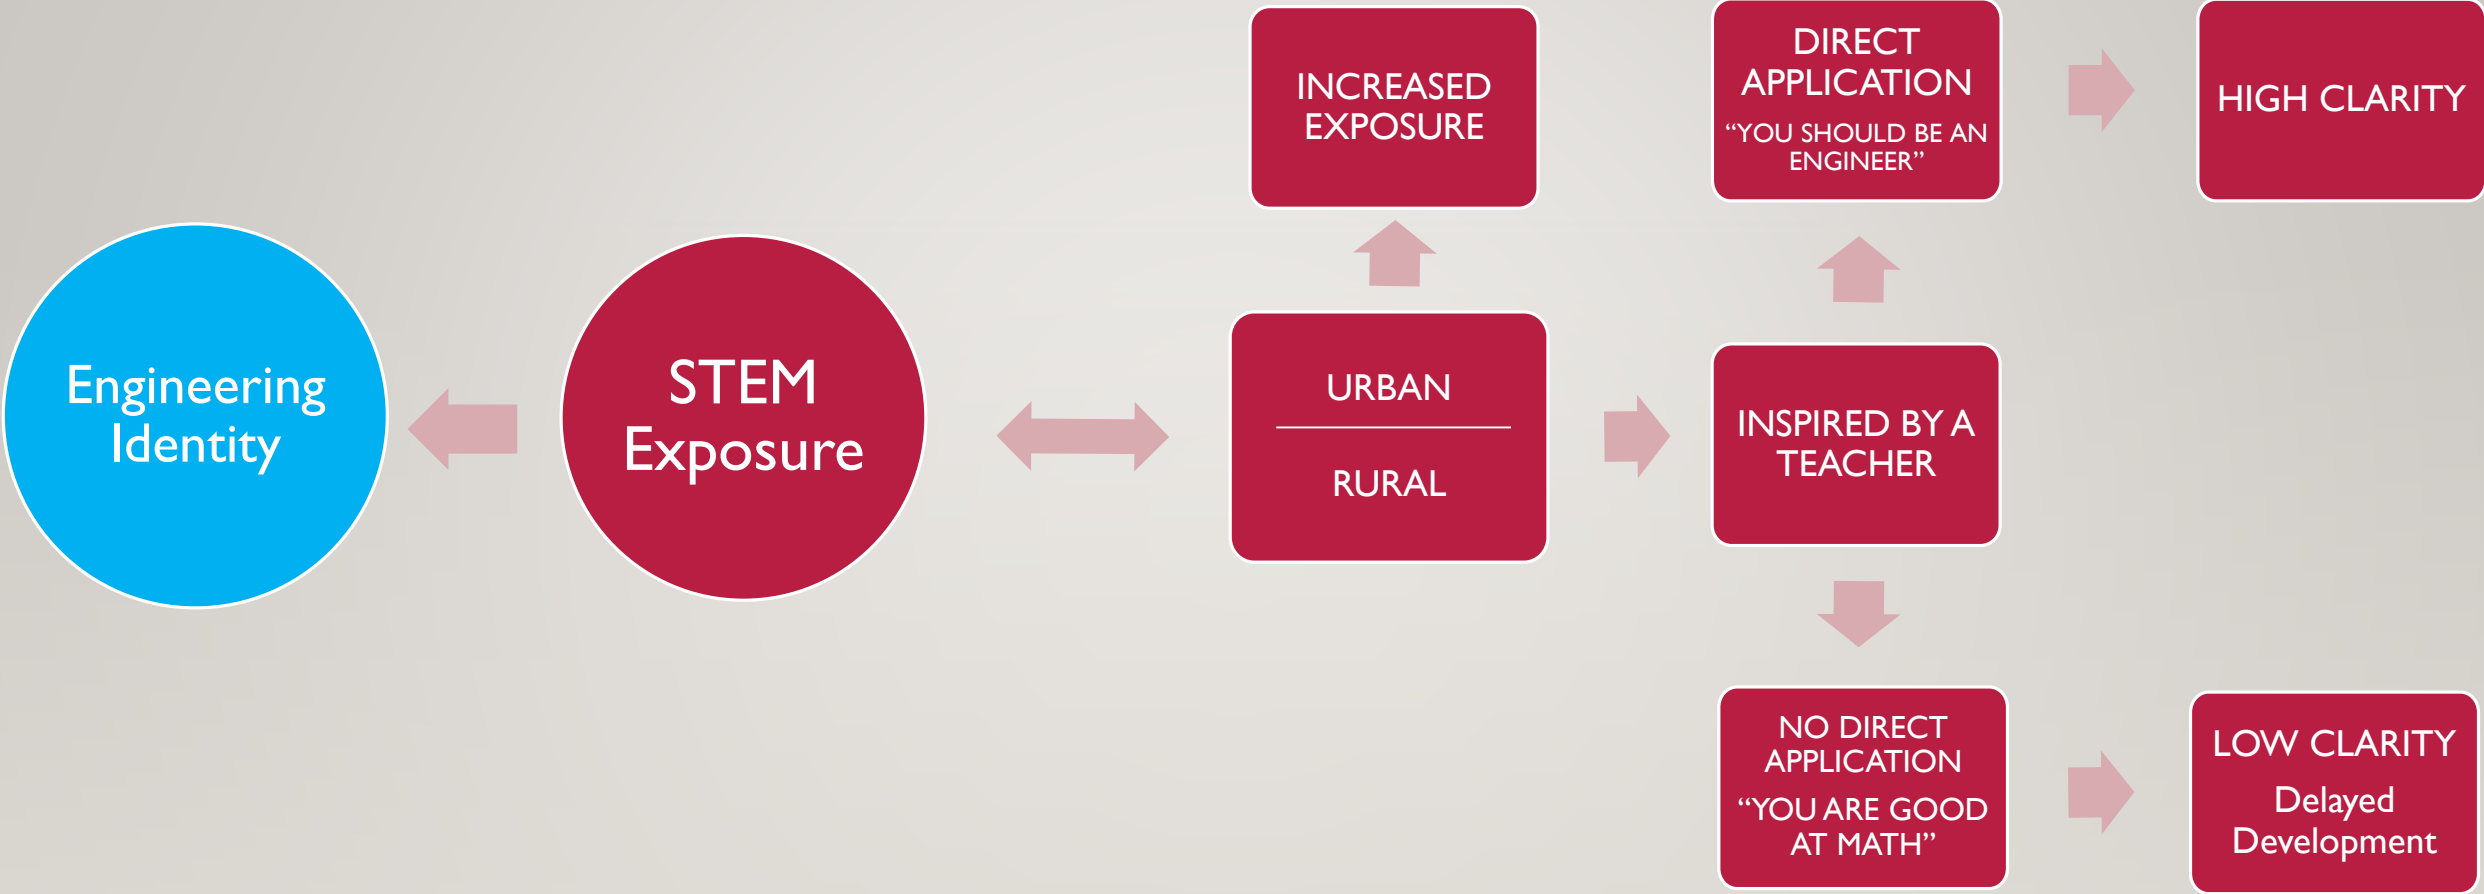 Engineering
Identity
STEM
Exposure
INCREASED
EXPOSURE
URBAN
RURAL
DIRECT
APPLICATION
“YOU SHOULD BE AN
ENGINEER”
HIGH CLARITY
INSPIRED BY A
TEACHER
NO DIRECT
APPLICATION
“YOU ARE GOOD
AT MATH”
LOW CLARITY
Delayed
Development